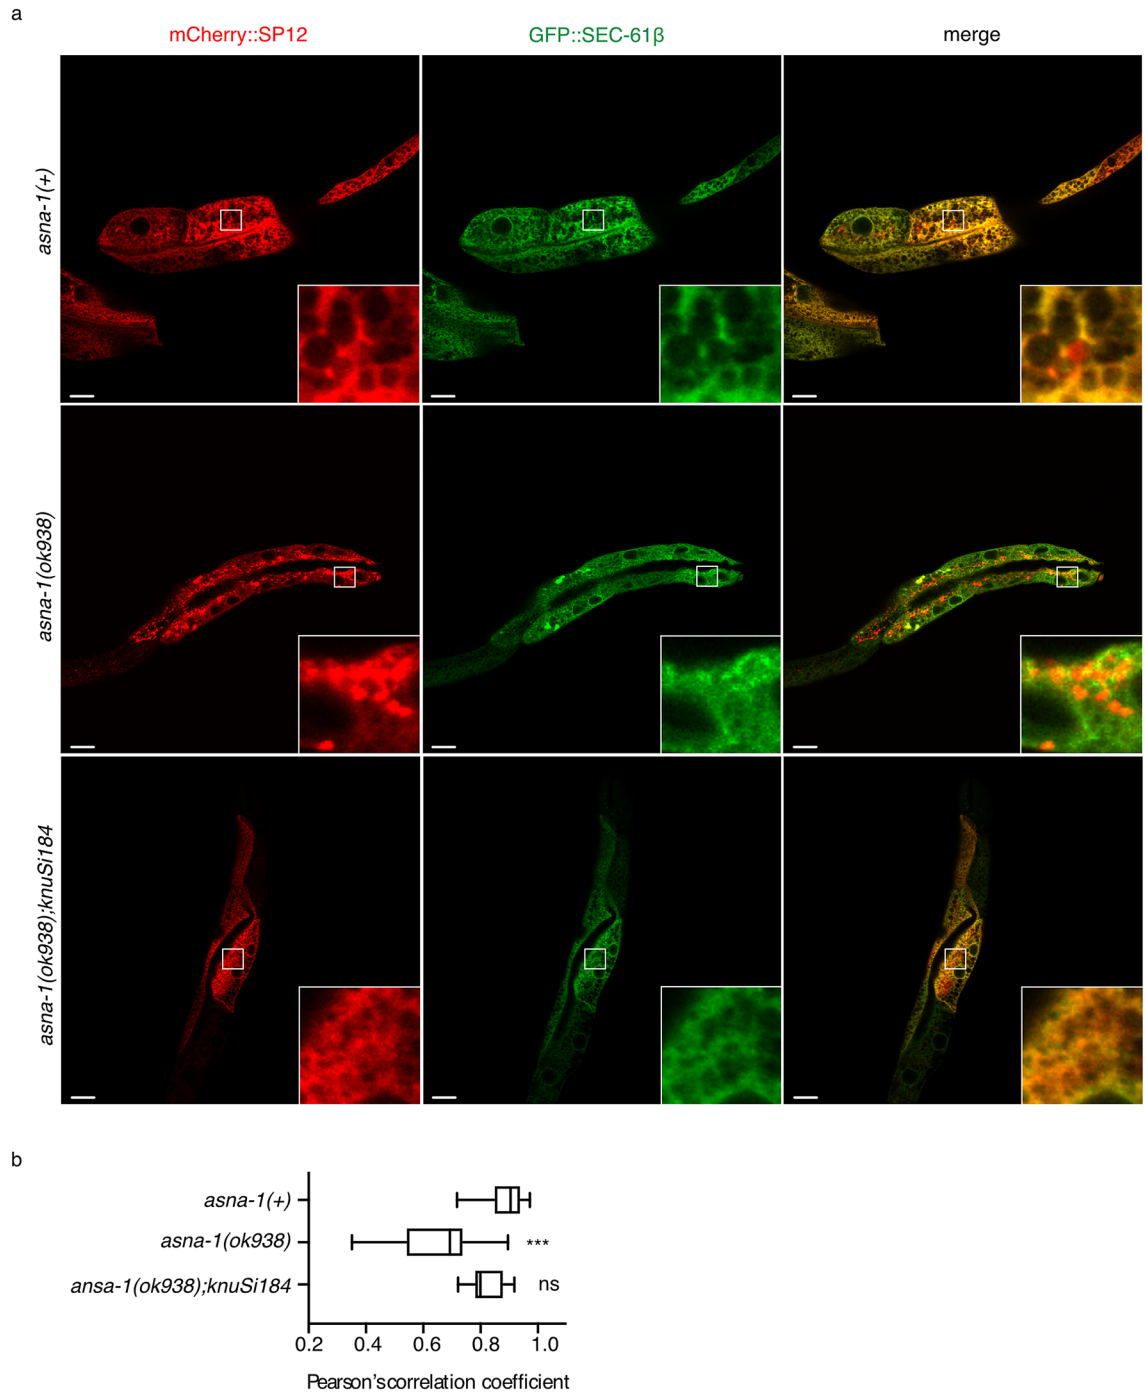 a
mCherry::SP12 GFP::SEC-61β merge
asna-1(+)
asna-1(ok938)
asna-1(ok938);knuSi184
b
asna-1(+)
asna-1(ok938) ***
ansa-1(ok938);knuSi184 ns
0.2 0.4 0.6 0.8 1.0
Pearson'scorrelation coefficient